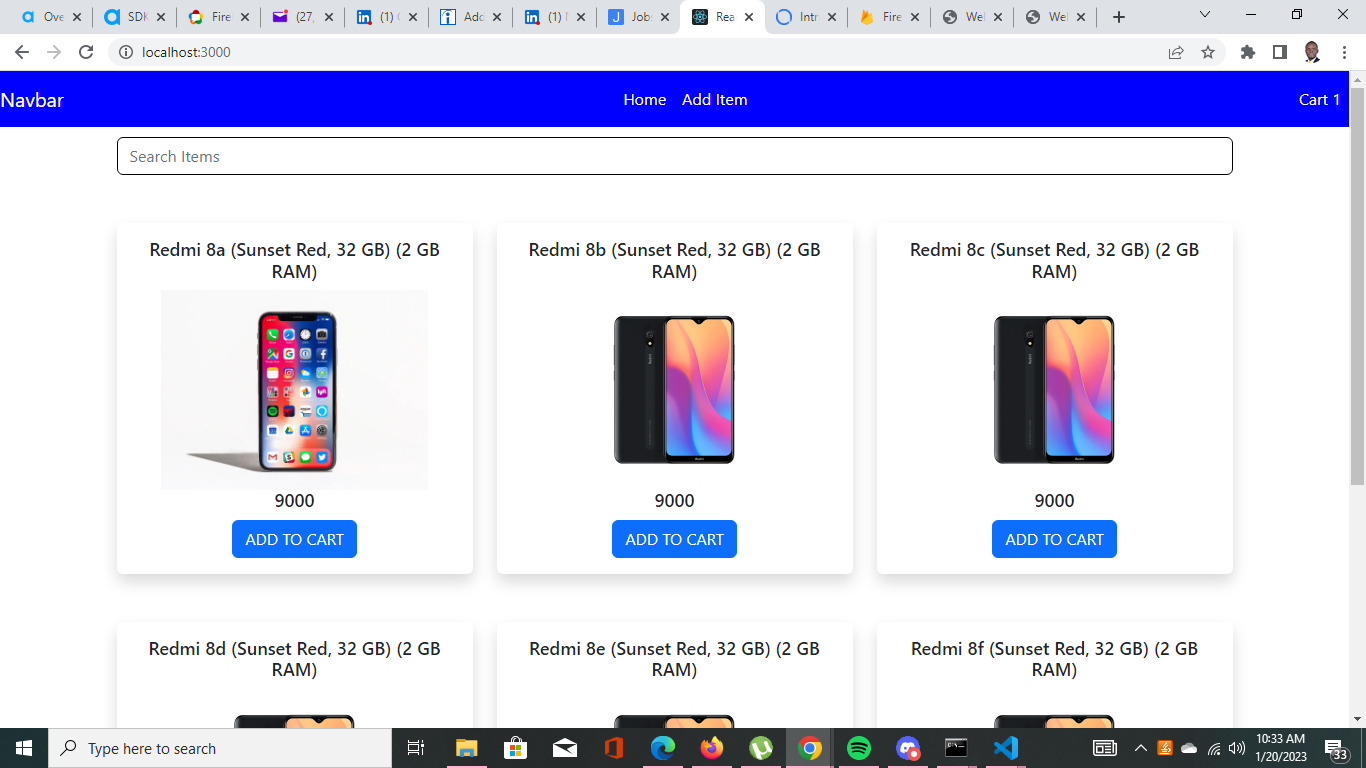 Ove
SDK
Fire
(27,
(1)
Add
(1)
Job
Rea
Intr
Fire
Wel
Wel
localhost:3000
Navbar
Home
Add Item
Cart 1
Search Items
Redmi 8a (Sunset Red, 32 GB) (2 GB
RAM)
9000
ADD TO CART
Redmi 8b (Sunset Red, 32 GB) (2 GB
RAM)
9000
ADD TO CART
Redmi 8c (Sunset Red, 32 GB) (2 GB
RAM)
9000
ADD TO CART
Redmi 8d (Sunset Red, 32 GB) (2 GB
RAM)
Redmi 8e (Sunset Red, 32 GB) (2 GB
RAM)
Redmi 8f (Sunset Red, 32 GB) (2 GB
RAM)
Type here to search
10:33 AM
1/20/2023
33